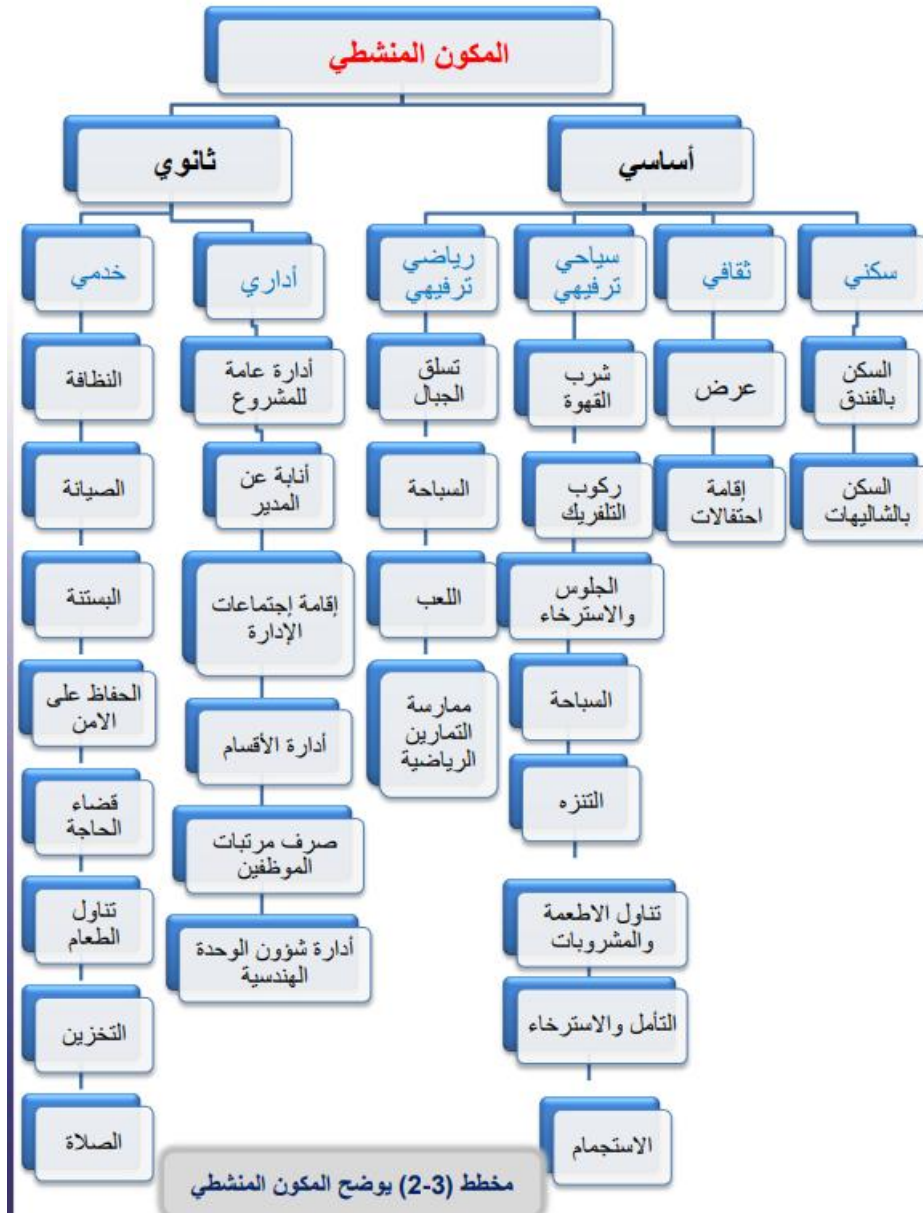 المكون المنشطي
أساسي
ثانوي
سكني
السكن
بالفندق
السكن
بالشاليهات
ثقافي
عرض
إقامة
احتفالات
سياحي
ترفيهي
شرب
القهوة
ركوب
التلفريك
الجلوس
والاسترخاء
السباحة
التنزه
تناول الاطعمة
والمشروبات
التأمل والاسترخاء
الاستجمام
رياضي
ترفيهي
تسلق
الجبال
السباحة
اللعب
ممارسة
التمارين
الرياضية
أداري
أدارة عامة
للمشروع
أنابة عن
المدير
إقامة إجتماعات
الإدارة
أدارة الأقسام
صرف مرتبات
الموظفين
أدارة شؤون الوحدة
الهندسية
خدمي
النظافة
الصيانة
البستنة
الحفاظ على
الامن
قضاء
الحاجة
تناول
الطعام
التخزين
الصلاة
مخطط (3-2) يوضح المكون المنشطي